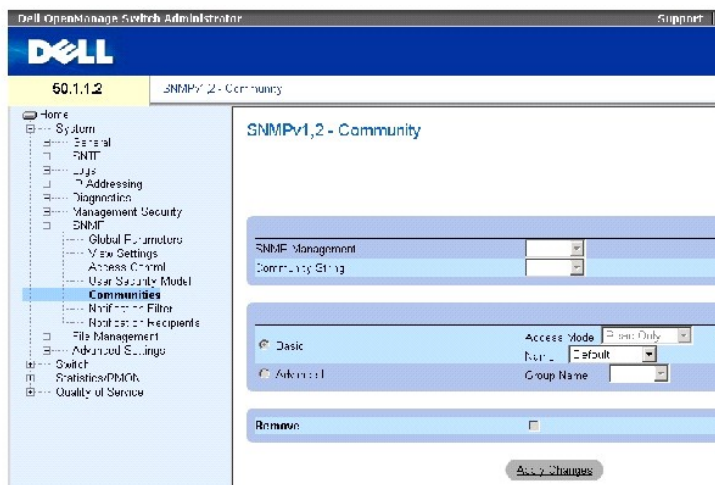 Dell OpenManage Switch Administrator
Support
DELL
50.1.1.2
SNMPv1,2 - Community
Home
System
General
SNTP
Logs
IP Addressing
Diagnostics
Management Security
SNMP
Global Parameters
View Settings
Access Control
User Security Model
Communities
Notification Filter
Notification Recipients
File Management
Advanced Settings
Switch
Statistics/RMON
Quality of Service
SNMPv1,2 - Community
SNMP Management
Community String
Basic
Access Mode Read Only
Name Default
Advanced
Group Name
Remove
Apply Changes